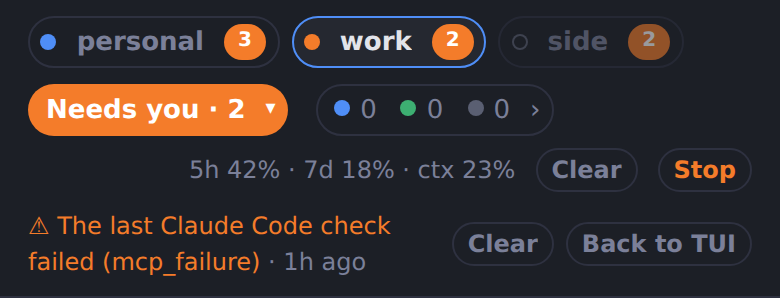 personal 3 work 2 side 2
Needs you · 2 ▾ 0 0 0 ›
5h 42% · 7d 18% · ctx 23% Clear Stop
⚠ The last Claude Code check
failed (mcp_failure) · 1h ago Clear Back to TUI